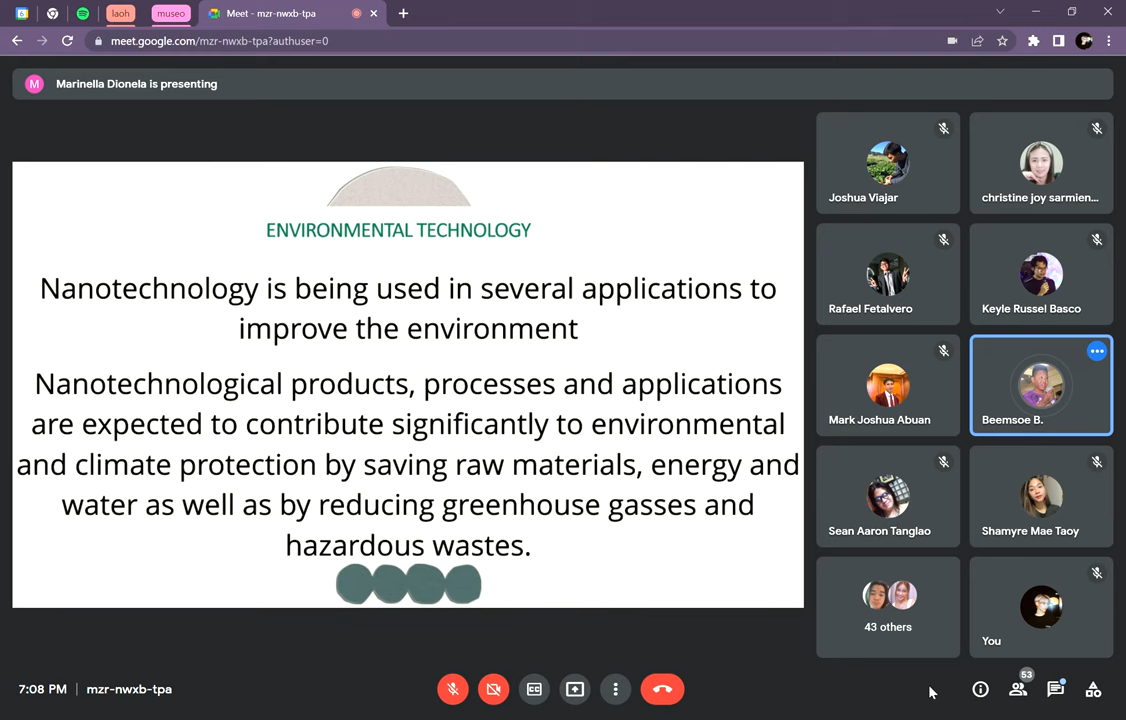 laoh
museo
Meet - mzr-nwxb-tpa
meet.google.com/mzr-nwxb-tpa?authuser=0
M
Marinella Dionela is presenting
ENVIRONMENTAL TECHNOLOGY
Nanotechnology is being used in several applications to
improve the environment
Nanotechnological products, processes and applications
are expected to contribute significantly to environmental
and climate protection by saving raw materials, energy and
water as well as by reducing greenhouse gasses and
hazardous wastes.
Joshua Viajar
christine joy sarmien...
Rafael Fetalvero
Keyle Russel Basco
Mark Joshua Abuan
Beemsoe B.
Sean Aaron Tanglao
Shamyre Mae Taoy
43 others
You
7:08 PM | mzr-nwxb-tpa
CC
53